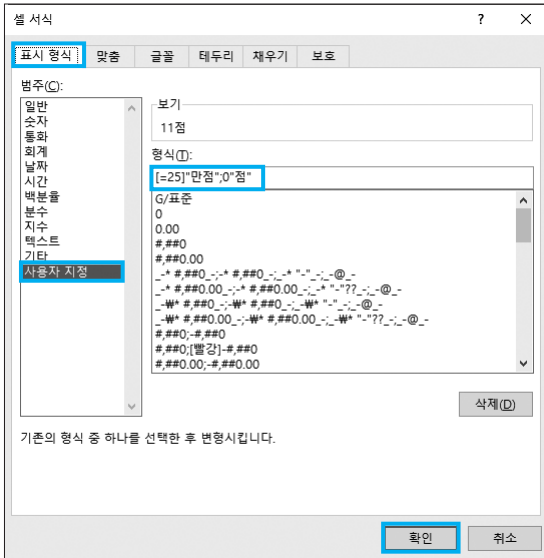 셀 서식 ? ×
표시 형식 맞춤 글꼴 테두리 채우기 보호
범주(C):
일반
숫자
통화
회계
날짜
시간
백분율
분수
지수
텍스트
기타
사용자 지정
보기
11점
형식(T):
[=25]"만점";0"점"
G/표준
0
0.00
#,##0
#,##0.00
_-* #,##0_-;-* #,##0_-;_-* "-"_-;_-@_-
_-* #,##0.00_-;-* #,##0.00_-;_-* "-"??_-;_-@_-
_-₩* #,##0_-;-₩* #,##0_-;_-₩* "-"_-;_-@_-
_-₩* #,##0.00_-;-₩* #,##0.00_-;_-₩* "-"??_-;_-@_-
#,##0;-#,##0
#,##0;[빨강]-#,##0
#,##0.00;-#,##0.00
삭제(D)
기존의 형식 중 하나를 선택한 후 변형시킵니다.
확인 취소